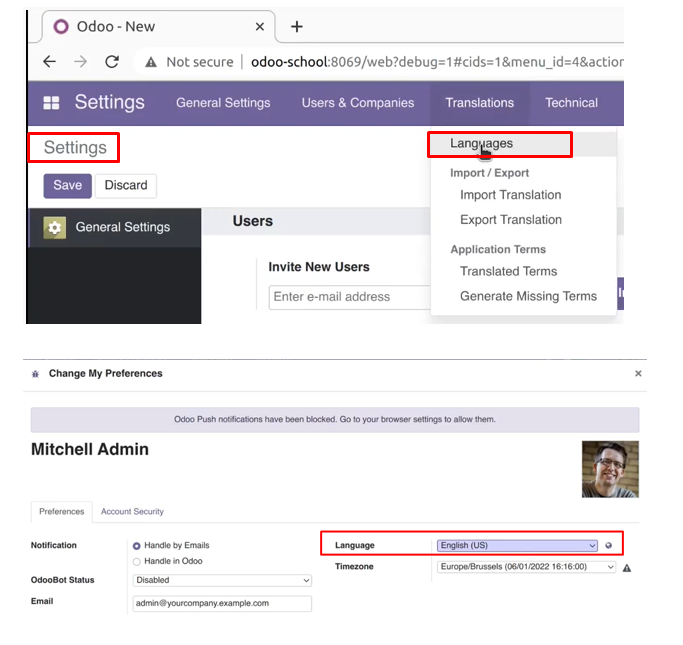 Odoo - New
Not secure | odoo-school:8069/web?debug=1#cids=1&menu_id=4&action
Settings General Settings Users & Companies Translations Technical
Settings
Languages
Import / Export
Save Discard
Import Translation
General Settings
Users
Export Translation
Application Terms
Invite New Users
Translated Terms
Enter e-mail address
Generate Missing Terms
Change My Preferences
Odoo Push notifications have been blocked. Go to your browser settings to allow them.
Mitchell Admin
Preferences Account Security
Notification Handle by Emails Language English (US)
Handle in Odoo Timezone Europe/Brussels (06/01/2022 16:16:00)
OdooBot Status Disabled
Email admin@yourcompany.example.com